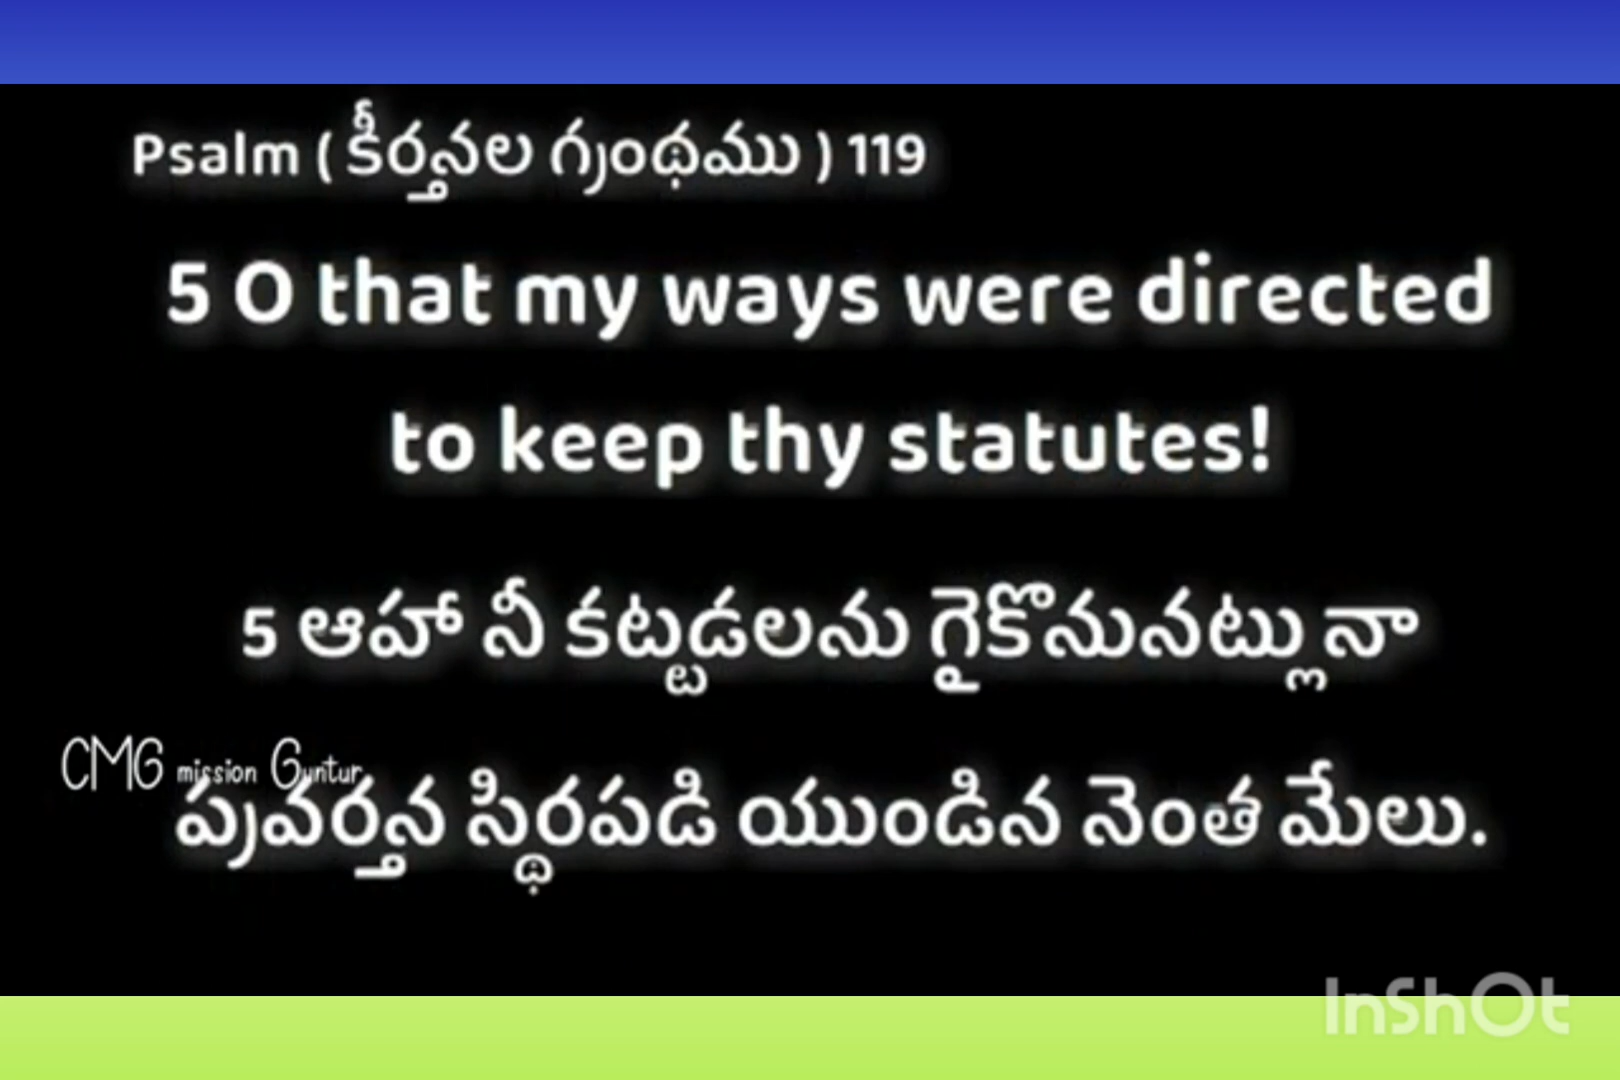 Psalm ( కీర్తనల గ్రంథము ) 119
5 O that my ways were directed
to keep thy statutes!
5 ఆహా నీ కట్టడలను గైకొనునట్లు నా
CMG mission Guntur
ప్రవర్తన స్థిరపడి యుండిన నెంత మేలు.
InShOt